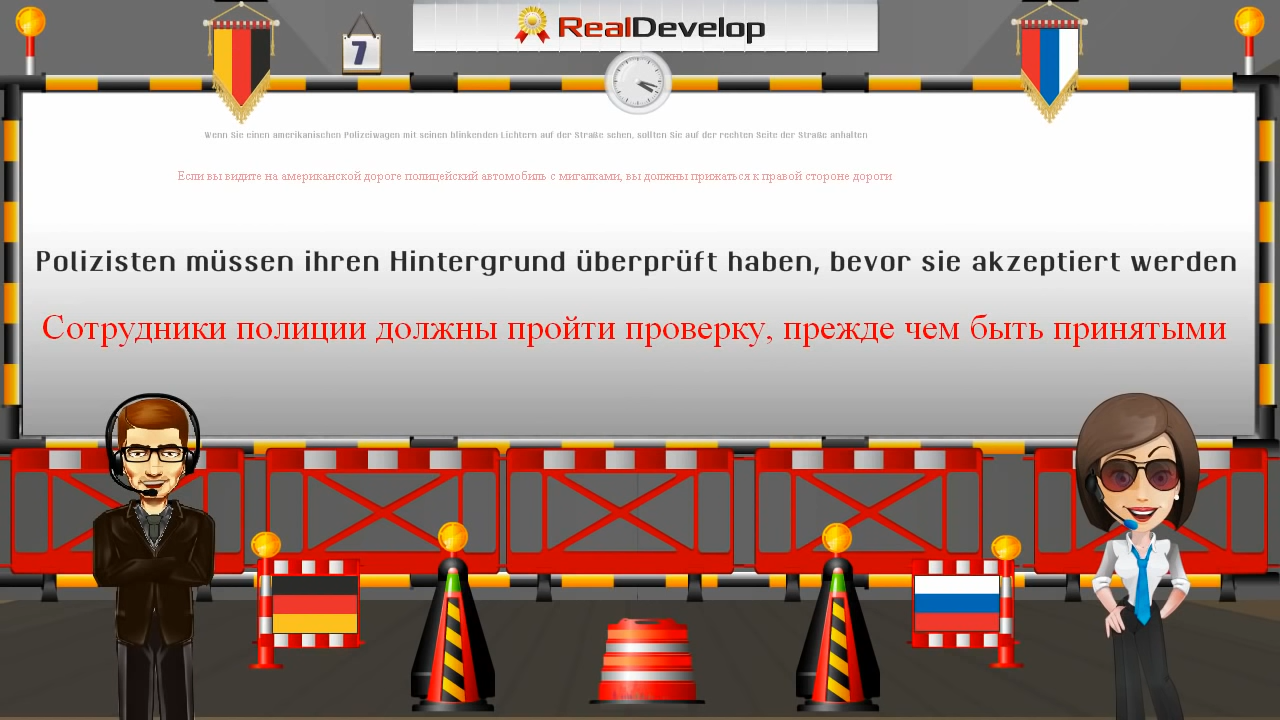 RealDevelop
7
Wenn Sie einen amerikanischen Polizeiwagen mit seinen blinkenden Lichtern auf der Straße sehen, sollten Sie auf der rechten Seite der Straße anhalten
Если вы видите на американской дороге полицейский автомобиль с мигалками, вы должны прижаться к правой стороне дороги
Polizisten müssen ihren Hintergrund überprüft haben, bevor sie akzeptiert werden
Сотрудники полиции должны пройти проверку, прежде чем быть принятыми